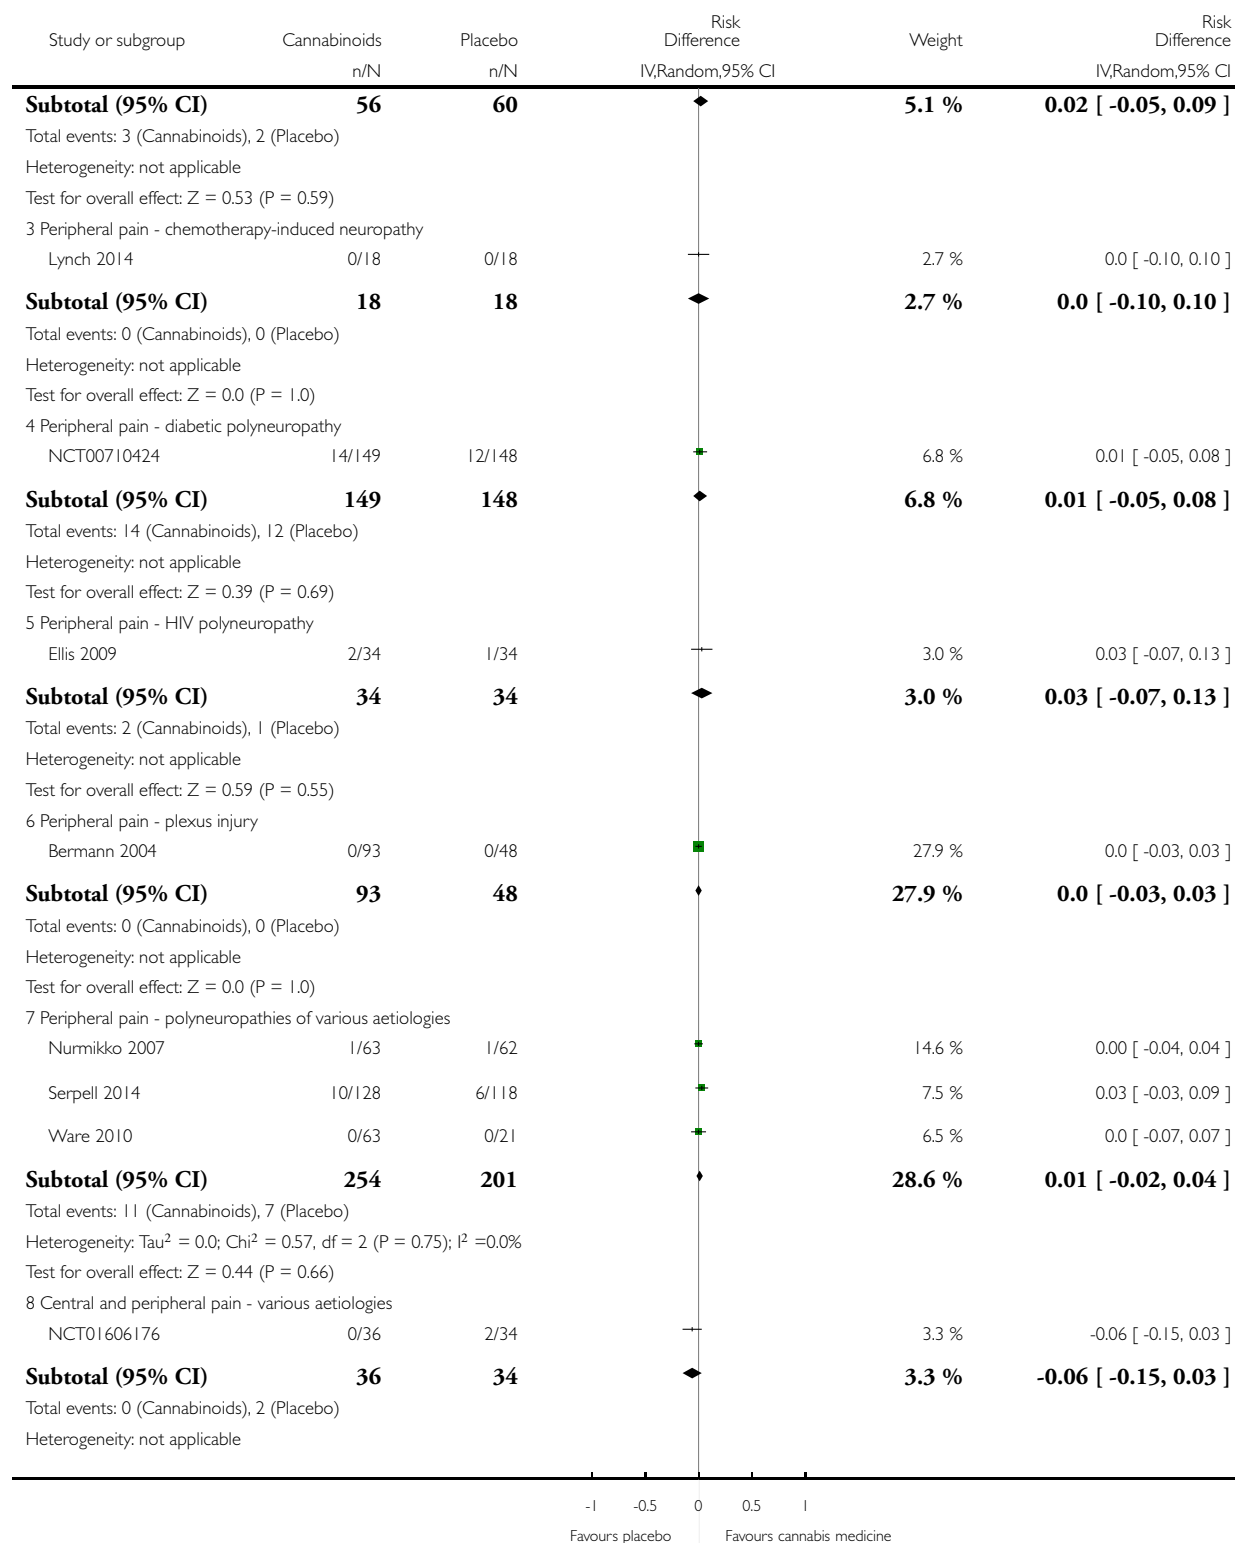 Study or subgroup Cannabinoids Placebo Risk Difference Weight Risk Difference
n/N n/N IV,Random,95% CI IV,Random,95% CI
Subtotal (95% CI) 56 60 5.1 % 0.02 [ -0.05, 0.09 ]
Total events: 3 (Cannabinoids), 2 (Placebo)
Heterogeneity: not applicable
Test for overall effect: Z = 0.53 (P = 0.59)
3 Peripheral pain - chemotherapy-induced neuropathy
Lynch 2014 0/18 0/18 2.7 % 0.0 [ -0.10, 0.10 ]
Subtotal (95% CI) 18 18 2.7 % 0.0 [ -0.10, 0.10 ]
Total events: 0 (Cannabinoids), 0 (Placebo)
Heterogeneity: not applicable
Test for overall effect: Z = 0.0 (P = 1.0)
4 Peripheral pain - diabetic polyneuropathy
NCT00710424 14/149 12/148 6.8 % 0.01 [ -0.05, 0.08 ]
Subtotal (95% CI) 149 148 6.8 % 0.01 [ -0.05, 0.08 ]
Total events: 14 (Cannabinoids), 12 (Placebo)
Heterogeneity: not applicable
Test for overall effect: Z = 0.39 (P = 0.69)
5 Peripheral pain - HIV polyneuropathy
Ellis 2009 2/34 1/34 3.0 % 0.03 [ -0.07, 0.13 ]
Subtotal (95% CI) 34 34 3.0 % 0.03 [ -0.07, 0.13 ]
Total events: 2 (Cannabinoids), 1 (Placebo)
Heterogeneity: not applicable
Test for overall effect: Z = 0.59 (P = 0.55)
6 Peripheral pain - plexus injury
Bermann 2004 0/93 0/48 27.9 % 0.0 [ -0.03, 0.03 ]
Subtotal (95% CI) 93 48 27.9 % 0.0 [ -0.03, 0.03 ]
Total events: 0 (Cannabinoids), 0 (Placebo)
Heterogeneity: not applicable
Test for overall effect: Z = 0.0 (P = 1.0)
7 Peripheral pain - polyneuropathies of various aetiologies
Nurmikko 2007 1/63 1/62 14.6 % 0.00 [ -0.04, 0.04 ]
Serpell 2014 10/128 6/118 7.5 % 0.03 [ -0.03, 0.09 ]
Ware 2010 0/63 0/21 6.5 % 0.0 [ -0.07, 0.07 ]
Subtotal (95% CI) 254 201 28.6 % 0.01 [ -0.02, 0.04 ]
Total events: 11 (Cannabinoids), 7 (Placebo)
Heterogeneity: Tau² = 0.0; Chi² = 0.57, df = 2 (P = 0.75); I² =0.0%
Test for overall effect: Z = 0.44 (P = 0.66)
8 Central and peripheral pain - various aetiologies
NCT01606176 0/36 2/34 3.3 % -0.06 [ -0.15, 0.03 ]
Subtotal (95% CI) 36 34 3.3 % -0.06 [ -0.15, 0.03 ]
Total events: 0 (Cannabinoids), 2 (Placebo)
Heterogeneity: not applicable
-1 -0.5 0 0.5 1
Favours placebo Favours cannabis medicine